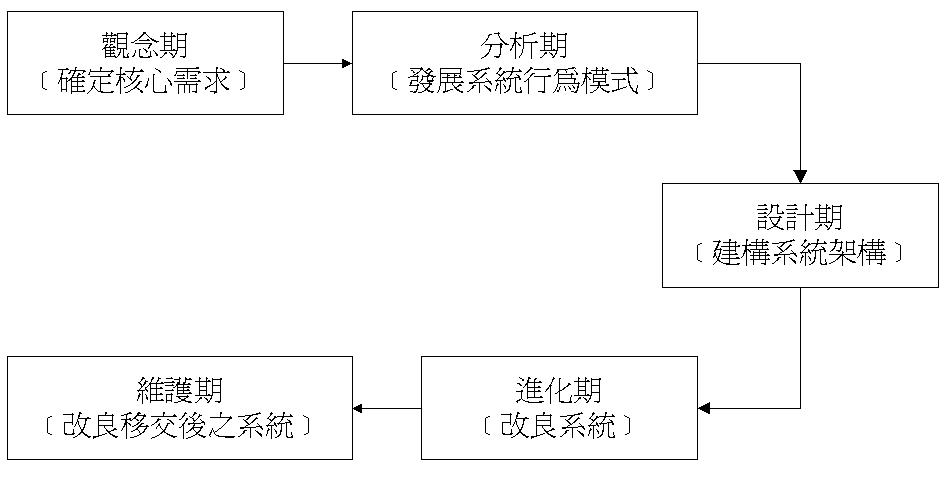 觀念期
﹝確定核心需求﹞
分析期
﹝發展系統行為模式﹞
設計期
﹝建構系統架構﹞
進化期
﹝改良系統﹞
維護期
﹝改良移交後之系統﹞